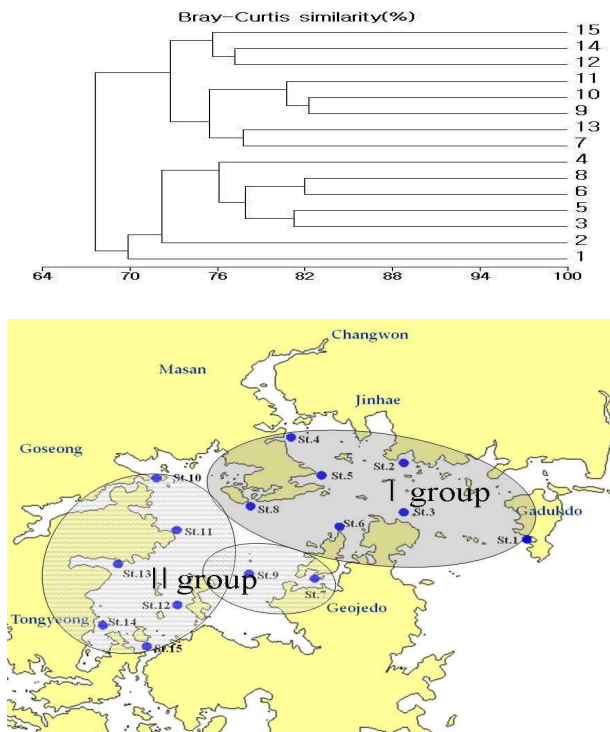 Bray-Curtis similarity(%)
15
14
12
11
10
9
13
7
4
8
6
5
3
2
1
64 70 76 82 88 94 100
Changwon
Masan
Jinhae
Goseong
St.4
St.2
St.10
St.5
I group
St.8
St.3
Gadukdo
St.6
St.11
St.1
St.13
II group
St.9
St.7
St.12
Geojedo
Tongyeong
St.14
St.15